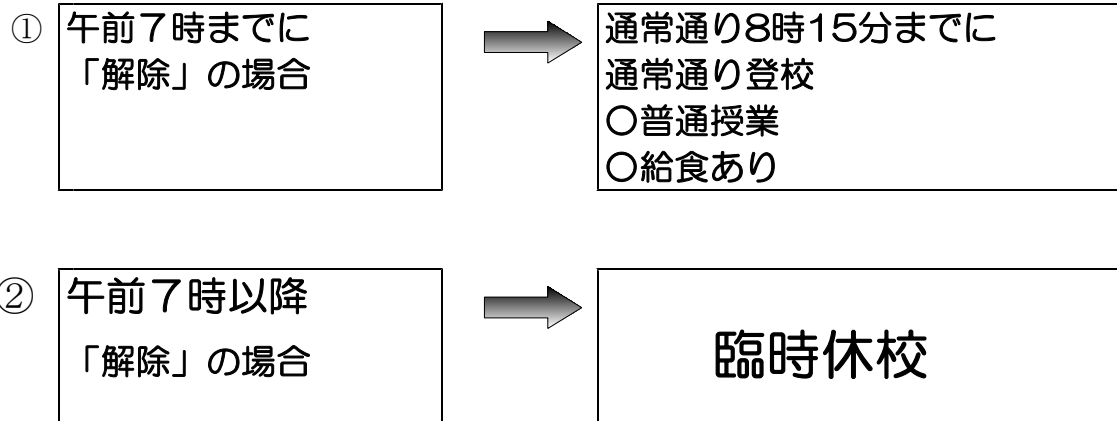 ① 午前７時までに
「解除」の場合
通常通り8時15分までに
通常通り登校
○普通授業
○給食あり
② 午前７時以降
「解除」の場合
臨時休校